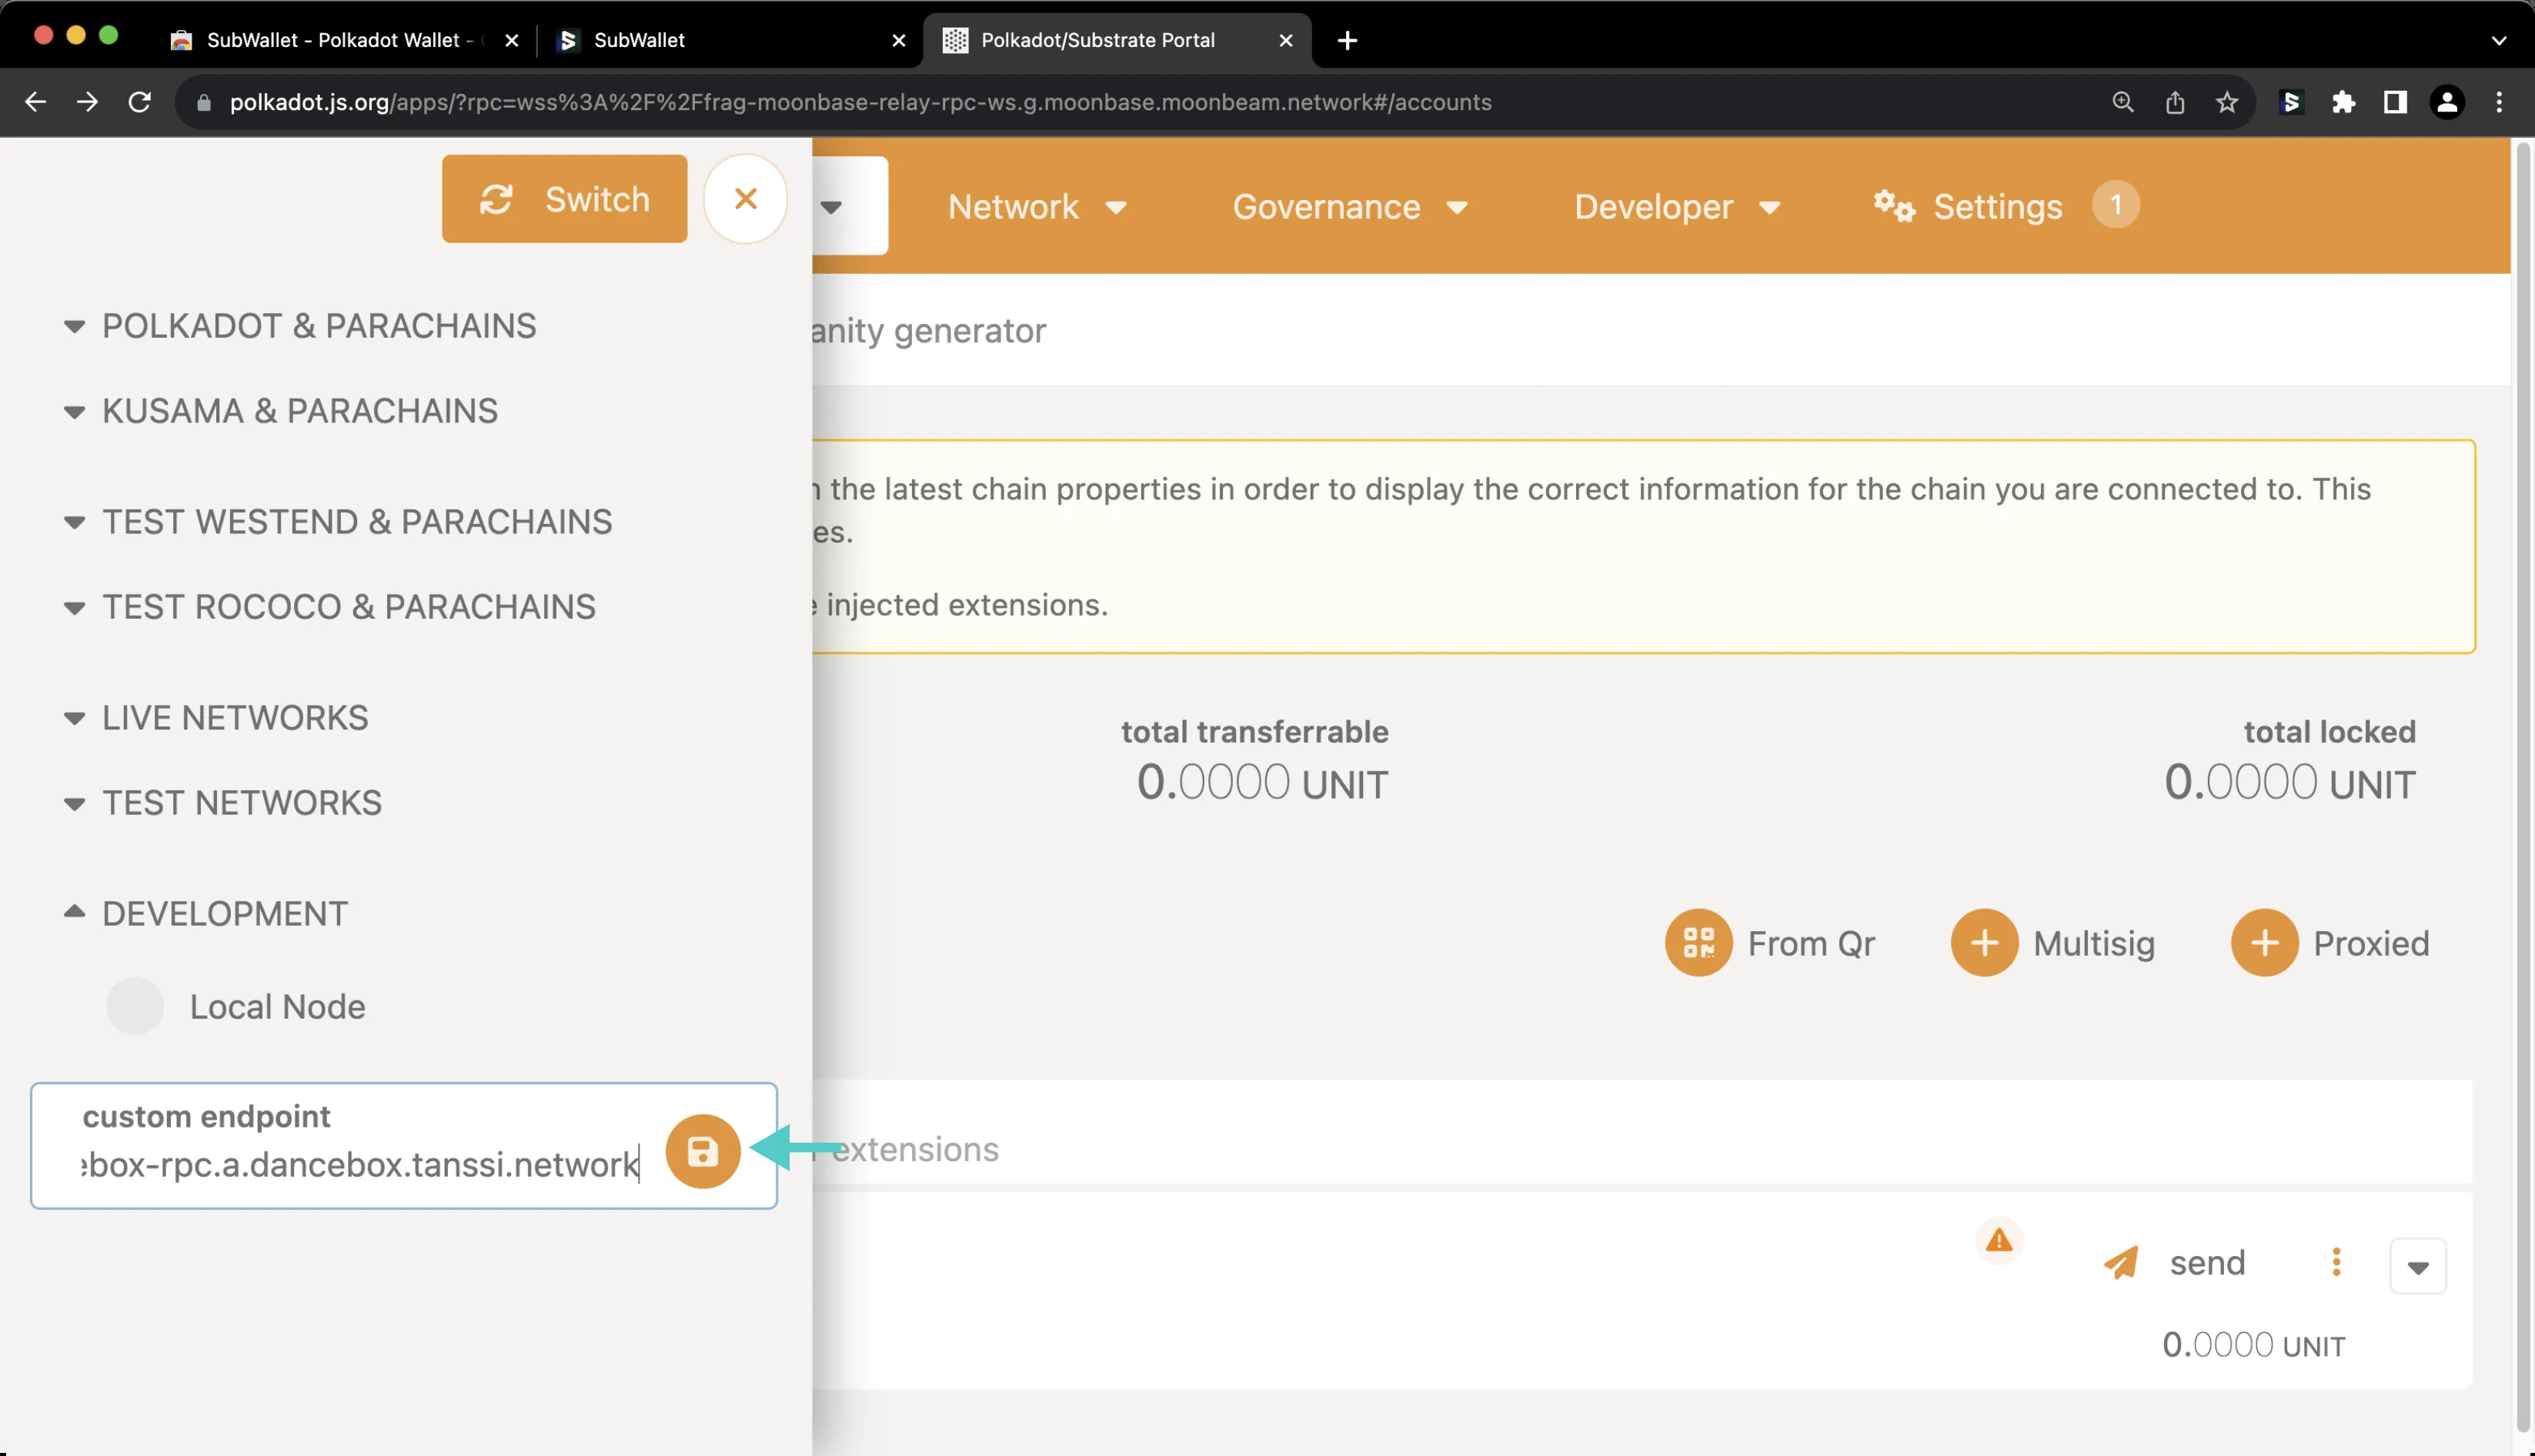 SubWallet - Polkadot Wallet -
SubWallet
Polkadot/Substrate Portal
polkadot.js.org/apps/?rpc=wss%3A%2F%2Ffrag-moonbase-relay-rpc-ws.g.moonbase.moonbeam.network#/accounts
Switch
Network
Governance
Developer
Settings
1
POLKADOT & PARACHAINS
anity generator
KUSAMA & PARACHAINS
TEST WESTEND & PARACHAINS
TEST ROCOCO & PARACHAINS
the latest chain properties in order to display the correct information for the chain you are connected to. This
es.
injected extensions.
LIVE NETWORKS
TEST NETWORKS
total transferrable
0.0000 UNIT
total locked
0.0000 UNIT
DEVELOPMENT
Local Node
From Qr
Multisig
Proxied
custom endpoint
box-rpc.a.dancebox.tanssi.network
extensions
send
0.0000 UNIT